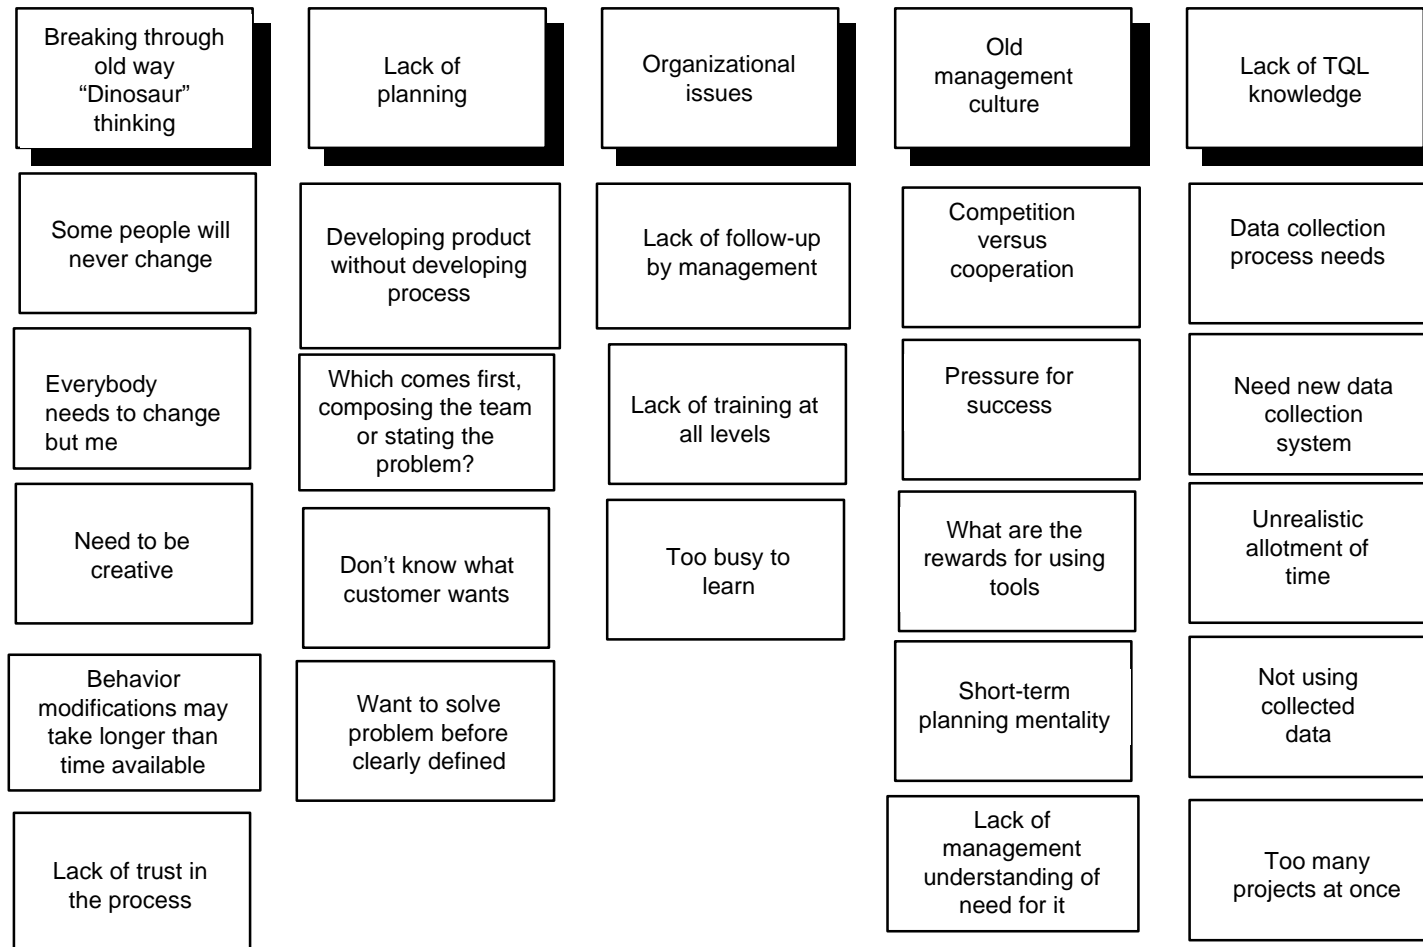 Breaking through
old way
“Dinosaur”
thinking
Some people will
never change
Everybody
needs to change
but me
Need to be
creative
Behavior
modifications may
take longer than
time available
Lack of trust in
the process
Lack of
planning
Developing product
without developing
process
Which comes first,
composing the team
or stating the
problem?
Don’t know what
customer wants
Want to solve
problem before
clearly defined
Organizational
issues
Lack of follow-up
by management
Lack of training at
all levels
Too busy to
learn
Old
management
culture
Competition
versus
cooperation
Pressure for
success
What are the
rewards for using
tools
Short-term
planning mentality
Lack of
management
understanding of
need for it
Lack of TQL
knowledge
Data collection
process needs
Need new data
collection
system
Unrealistic
allotment of
time
Not using
collected
data
Too many
projects at once